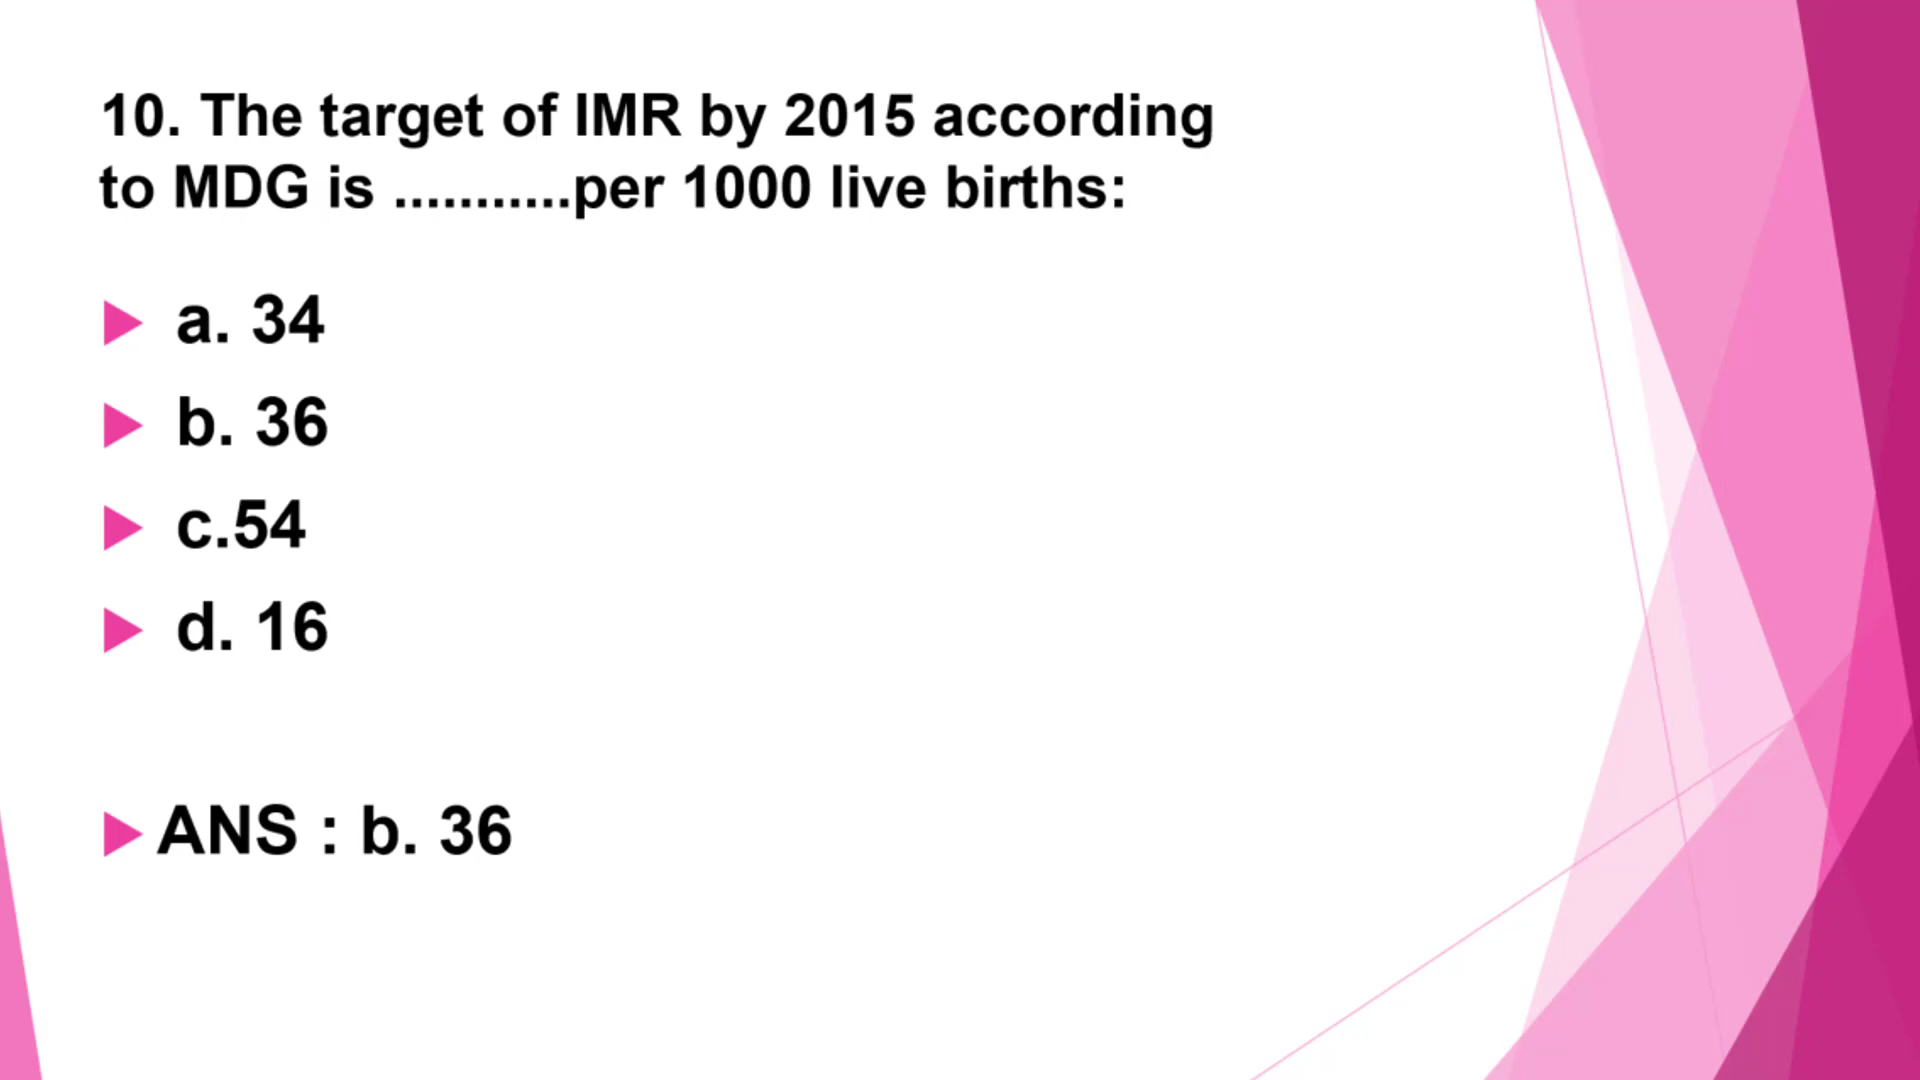 10. The target of IMR by 2015 according
to MDG is ...........per 1000 live births:
a. 34
b. 36
c.54
d. 16
ANS : b. 36